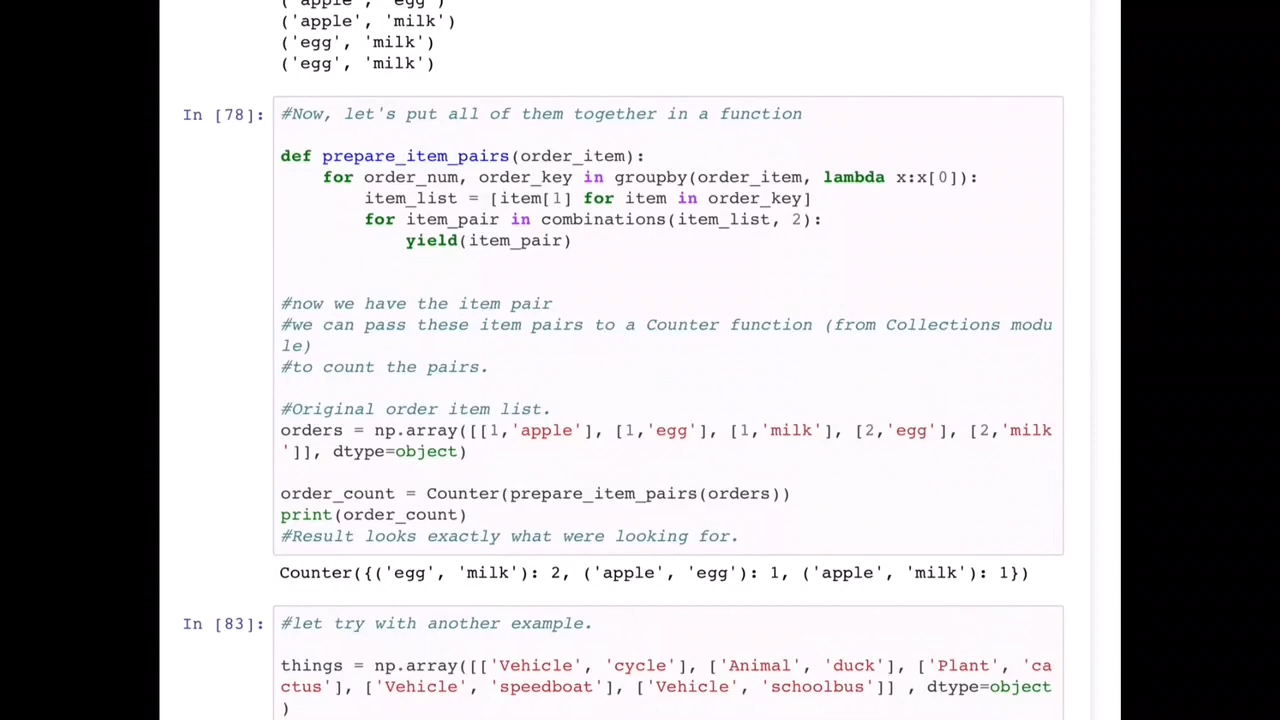 ('apple', 'egg')
('apple', 'milk')
('egg', 'milk')
('egg', 'milk')
In [78]: #Now, let's put all of them together in a function
def prepare_item_pairs(order_item):
    for order_num, order_key in groupby(order_item, lambda x:x[0]):
        item_list = [item[1] for item in order_key]
        for item_pair in combinations(item_list, 2):
            yield(item_pair)
#now we have the item pair
#we can pass these item pairs to a Counter function (from Collections modu
le)
#to count the pairs.
#Original order item list.
orders = np.array([[1,'apple'], [1,'egg'], [1,'milk'], [2,'egg'], [2,'milk
']], dtype=object)
order_count = Counter(prepare_item_pairs(orders))
print(order_count)
#Result looks exactly what were looking for.
Counter({('egg', 'milk'): 2, ('apple', 'egg'): 1, ('apple', 'milk'): 1})
In [83]: #let try with another example.
things = np.array([['Vehicle', 'cycle'], ['Animal', 'duck'], ['Plant', 'ca
ctus'], ['Vehicle', 'speedboat'], ['Vehicle', 'schoolbus']] , dtype=object
)